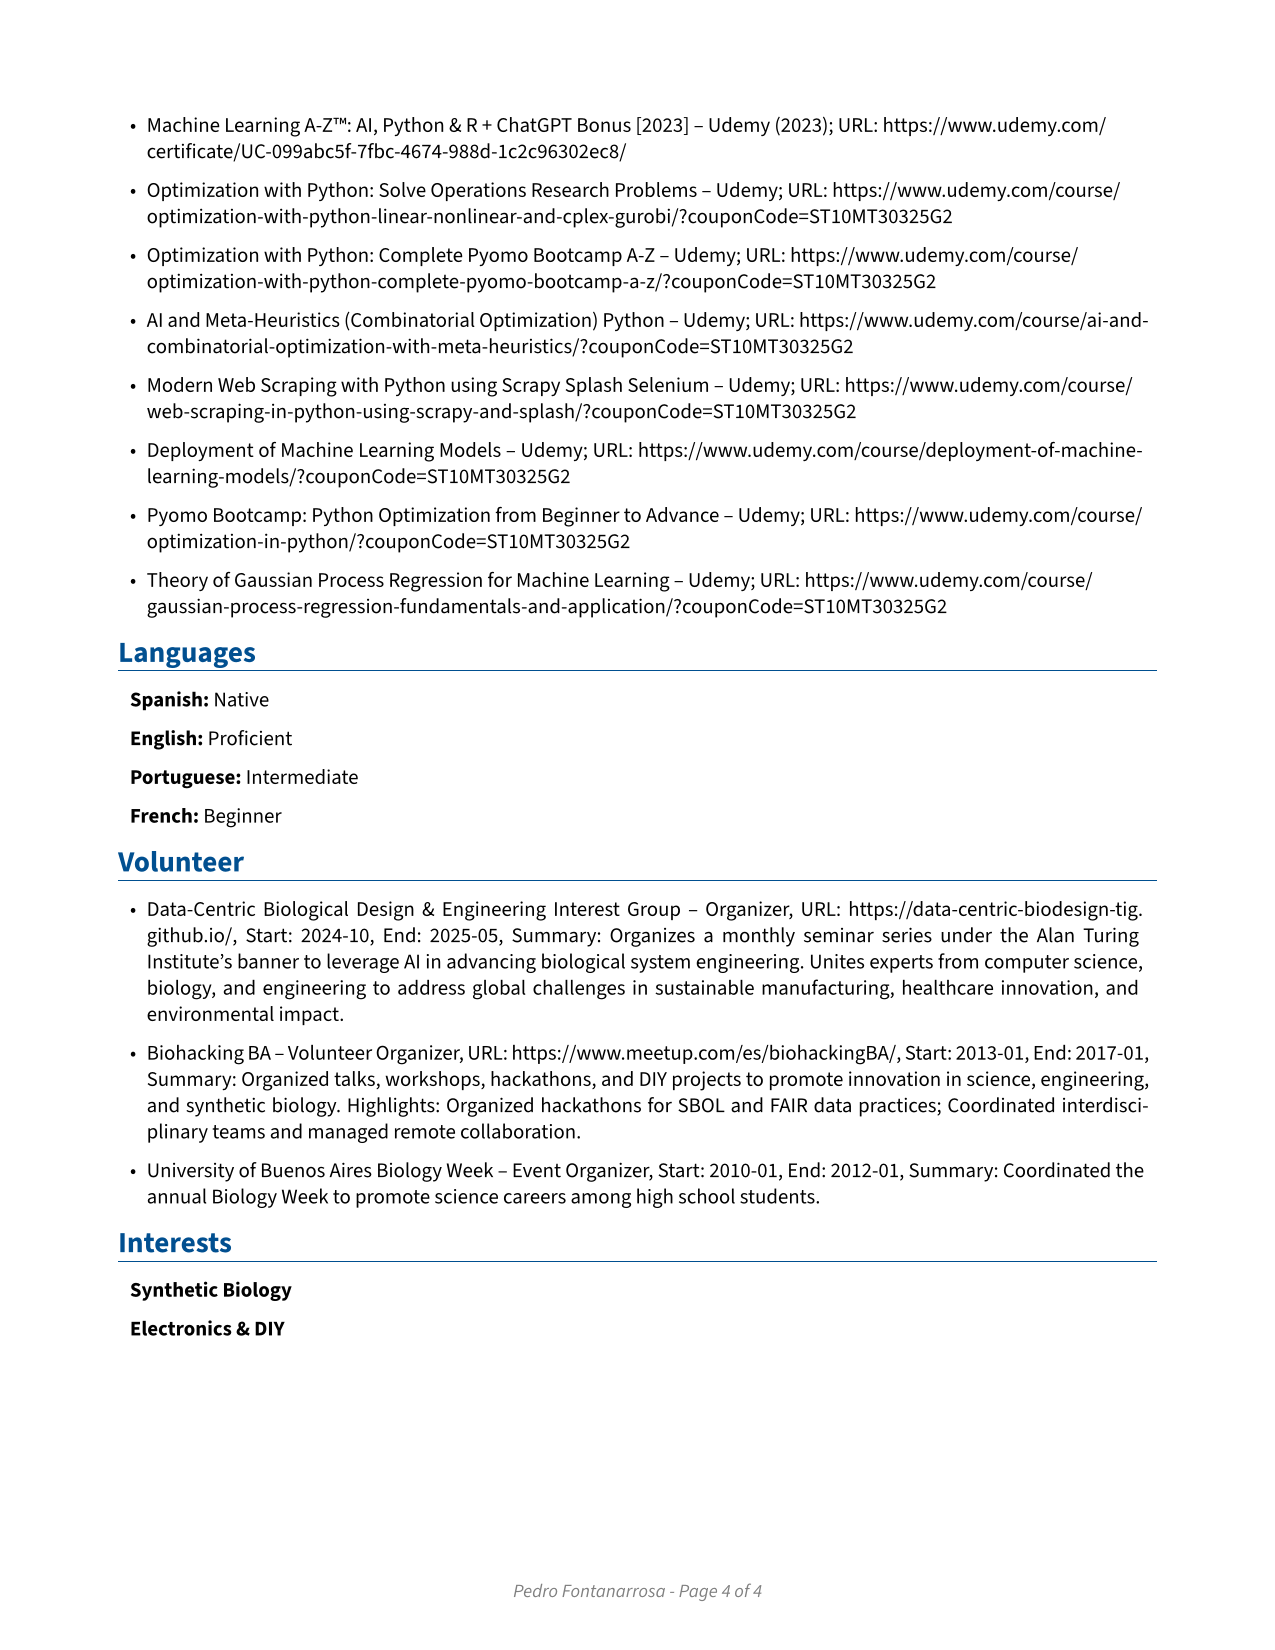 • Machine Learning A-Z™: AI, Python & R + ChatGPT Bonus [2023] – Udemy (2023); URL: https://www.udemy.com/
certificate/UC-099abc5f-7fbc-4674-988d-1c2c96302ec8/
• Optimization with Python: Solve Operations Research Problems – Udemy; URL: https://www.udemy.com/course/
optimization-with-python-linear-nonlinear-and-cplex-gurobi/?couponCode=ST10MT30325G2
• Optimization with Python: Complete Pyomo Bootcamp A-Z – Udemy; URL: https://www.udemy.com/course/
optimization-with-python-complete-pyomo-bootcamp-a-z/?couponCode=ST10MT30325G2
• AI and Meta-Heuristics (Combinatorial Optimization) Python – Udemy; URL: https://www.udemy.com/course/ai-and-
combinatorial-optimization-with-meta-heuristics/?couponCode=ST10MT30325G2
• Modern Web Scraping with Python using Scrapy Splash Selenium – Udemy; URL: https://www.udemy.com/course/
web-scraping-in-python-using-scrapy-and-splash/?couponCode=ST10MT30325G2
• Deployment of Machine Learning Models – Udemy; URL: https://www.udemy.com/course/deployment-of-machine-
learning-models/?couponCode=ST10MT30325G2
• Pyomo Bootcamp: Python Optimization from Beginner to Advance – Udemy; URL: https://www.udemy.com/course/
optimization-in-python/?couponCode=ST10MT30325G2
• Theory of Gaussian Process Regression for Machine Learning – Udemy; URL: https://www.udemy.com/course/
gaussian-process-regression-fundamentals-and-application/?couponCode=ST10MT30325G2
Languages
Spanish: Native
English: Proficient
Portuguese: Intermediate
French: Beginner
Volunteer
• Data-Centric Biological Design & Engineering Interest Group – Organizer, URL: https://data-centric-biodesign-tig.
github.io/, Start: 2024-10, End: 2025-05, Summary: Organizes a monthly seminar series under the Alan Turing
Institute’s banner to leverage AI in advancing biological system engineering. Unites experts from computer science,
biology, and engineering to address global challenges in sustainable manufacturing, healthcare innovation, and
environmental impact.
• Biohacking BA – Volunteer Organizer, URL: https://www.meetup.com/es/biohackingBA/, Start: 2013-01, End: 2017-01,
Summary: Organized talks, workshops, hackathons, and DIY projects to promote innovation in science, engineering,
and synthetic biology. Highlights: Organized hackathons for SBOL and FAIR data practices; Coordinated interdisci-
plinary teams and managed remote collaboration.
• University of Buenos Aires Biology Week – Event Organizer, Start: 2010-01, End: 2012-01, Summary: Coordinated the
annual Biology Week to promote science careers among high school students.
Interests
Synthetic Biology
Electronics & DIY
Pedro Fontanarrosa - Page 4 of 4